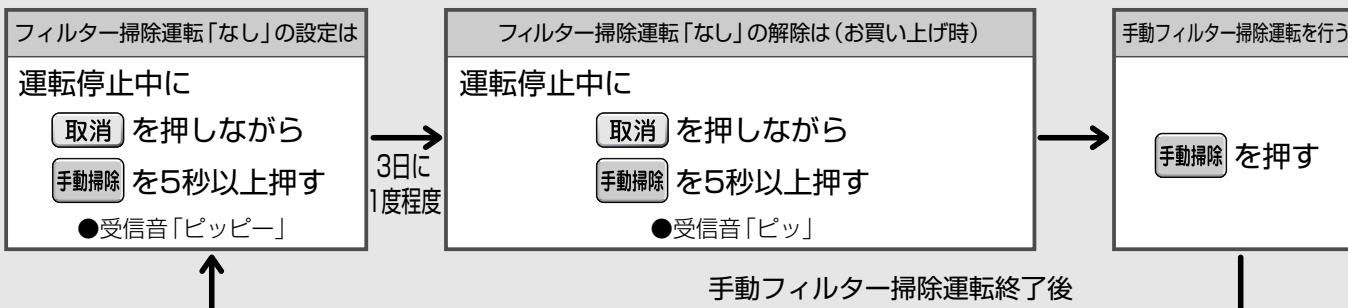 フィルター掃除運転「なし」の設定は
運転停止中に
取消 を押しながら
手動掃除 を5秒以上押す
●受信音「ピッピー」
3日に
1度程度
フィルター掃除運転「なし」の解除は(お買い上げ時)
運転停止中に
取消 を押しながら
手動掃除 を5秒以上押す
●受信音「ピッ」
手動フィルター掃除運転を行う
手動掃除 を押す
手動フィルター掃除運転終了後